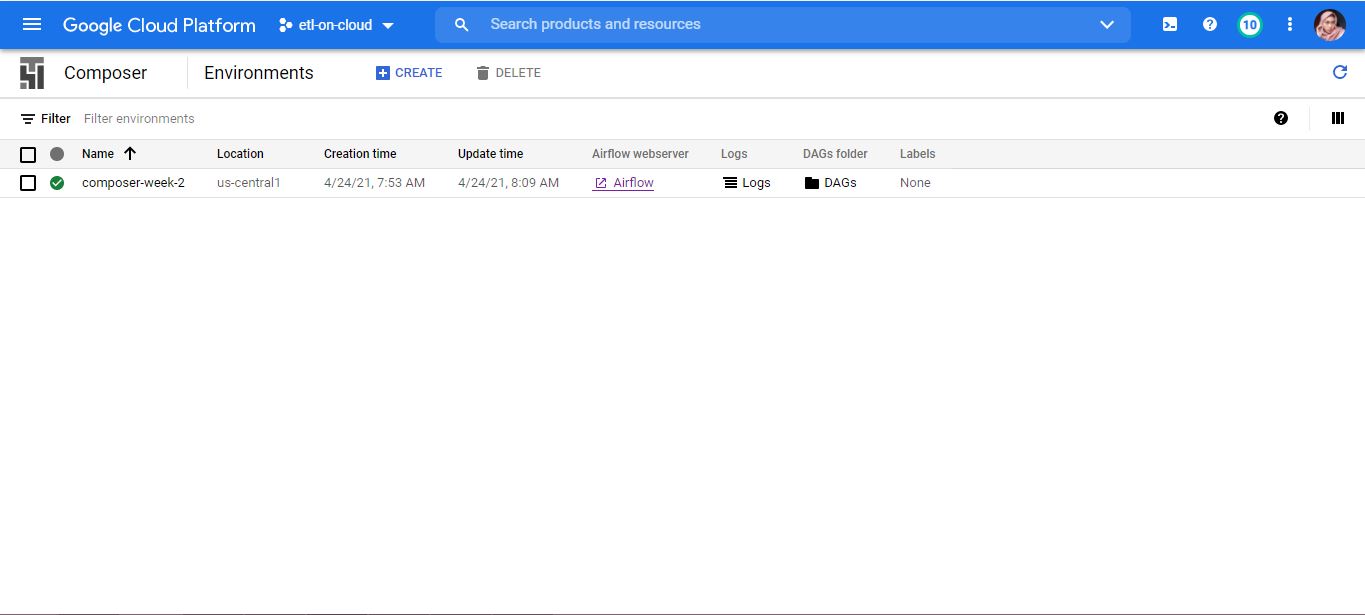 Google Cloud Platform etl-on-cloud Search products and resources 10
Composer Environments CREATE DELETE
Filter Filter environments
Name Location Creation time Update time Airflow webserver Logs DAGs folder Labels
composer-week-2 us-central1 4/24/21, 7:53 AM 4/24/21, 8:09 AM Airflow Logs DAGs None